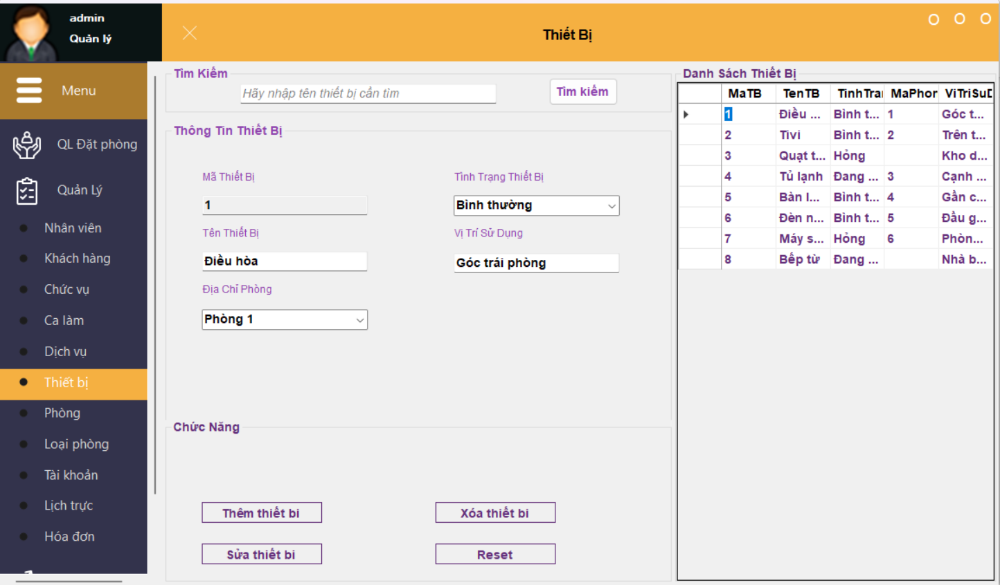 admin
Quản lý
Thiết Bị
Menu
QL Đặt phòng
Quản Lý
Nhân viên
Khách hàng
Chức vụ
Ca làm
Dịch vụ
Thiết bị
Phòng
Loại phòng
Tài khoản
Lịch trực
Hóa đơn
Tìm Kiếm
Hãy nhập tên thiết bị cần tìm
Tìm kiếm
Thông Tin Thiết Bị
Mã Thiết Bị
Tình Trạng Thiết Bị
1
Bình thường
Tên Thiết Bị
Vị Trí Sử Dụng
Điều hòa
Góc trái phòng
Địa Chỉ Phòng
Phòng 1
Chức Năng
Thêm thiết bi
Xóa thiết bi
Sửa thiết bi
Reset
Danh Sách Thiết Bị
MaTB TenTB TinhTrai MaPhor ViTriSuD
1 Điều ... Bình t... 1 Góc t...
2 Tivi Bình t... 2 Trên t...
3 Quạt t... Hỏng Kho d...
4 Tủ lạnh Đang ... 3 Cạnh ...
5 Bàn l... Bình t... 4 Gần c...
6 Đèn n... Bình t... 5 Đầu g...
7 Máy s... Hỏng 6 Phòn...
8 Bếp từ Đang ... Nhà b...